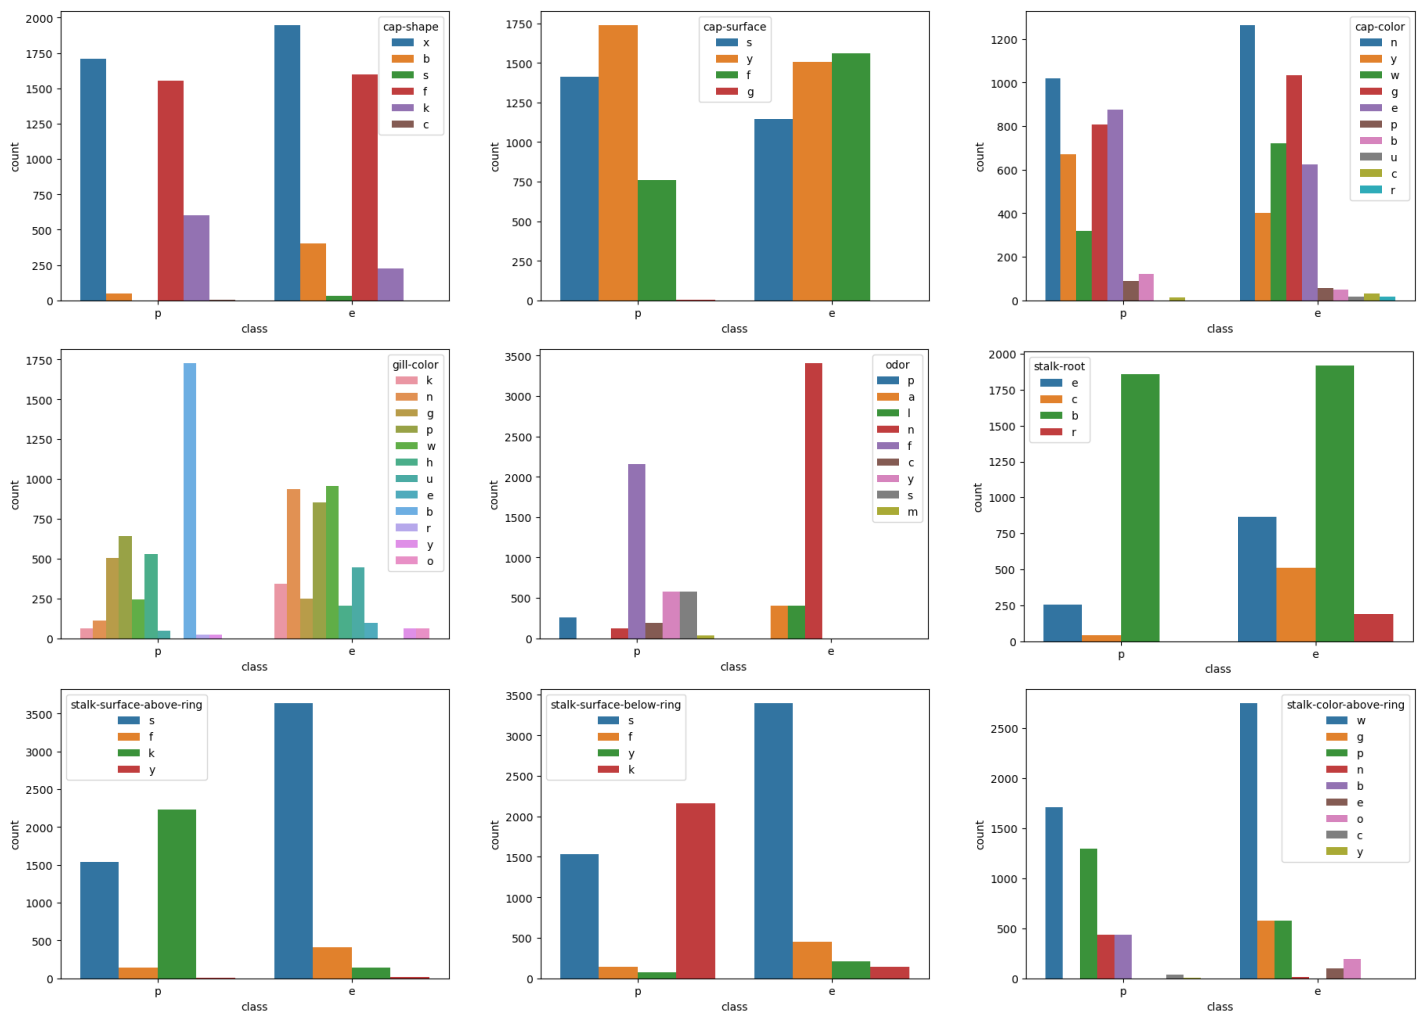 cap-shape
x
b
s
f
k
c
2000
1750
1500
1250
1000
750
500
250
0
count
p
e
class
cap-surface
s
y
f
g
1750
1500
1250
1000
750
500
250
0
count
p
e
class
cap-color
n
y
w
g
e
p
b
u
c
r
1200
1000
800
600
400
200
0
count
p
e
class
gill-color
k
n
g
p
w
h
u
e
b
r
y
o
1750
1500
1250
1000
750
500
250
0
count
p
e
class
odor
p
a
l
n
f
c
y
s
m
3500
3000
2500
2000
1500
1000
500
0
count
p
e
class
stalk-root
e
c
b
r
2000
1750
1500
1250
1000
750
500
250
0
count
p
e
class
stalk-surface-above-ring
s
f
k
y
3500
3000
2500
2000
1500
1000
500
0
count
p
e
class
stalk-surface-below-ring
s
f
y
k
3500
3000
2500
2000
1500
1000
500
0
count
p
e
class
stalk-color-above-ring
w
g
p
n
b
e
o
c
y
2500
2000
1500
1000
500
0
count
p
e
class